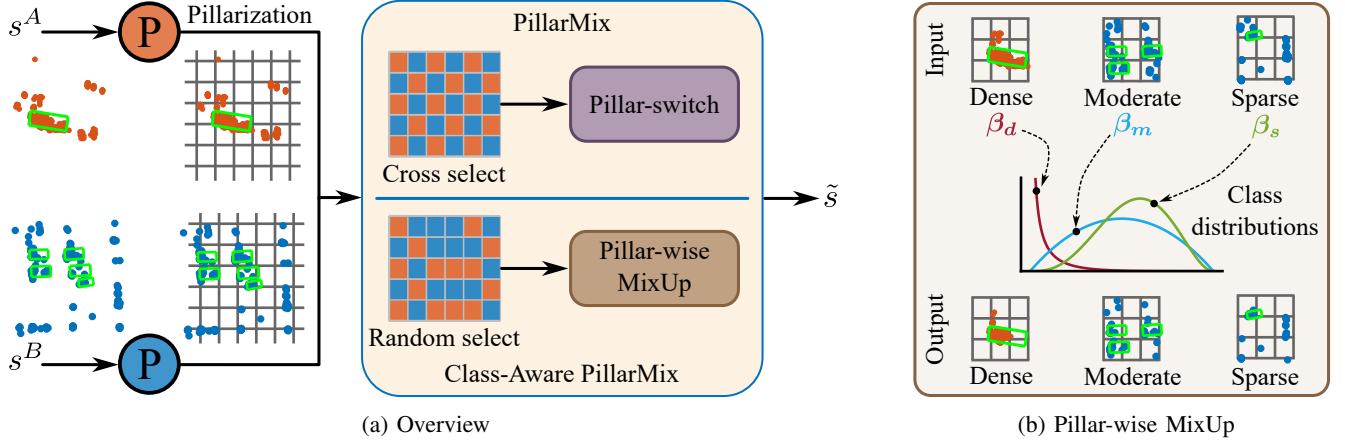 s^A
P
Pillarization
PillarMix
Pillar-switch
Cross select
s̃
Pillar-wise
MixUp
Random select
s^B
P
Class-Aware PillarMix
(a) Overview
Input
Dense
Moderate
Sparse
β_d
β_m
β_s
Class
distributions
Output
Dense
Moderate
Sparse
(b) Pillar-wise MixUp